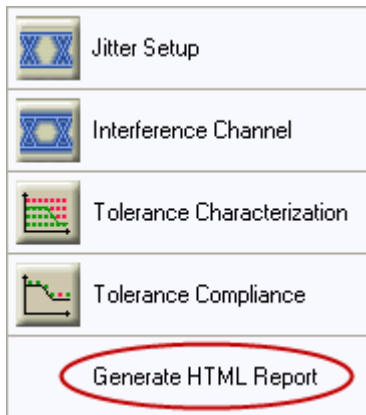 Jitter Setup
Interference Channel
Tolerance Characterization
Tolerance Compliance
Generate HTML Report